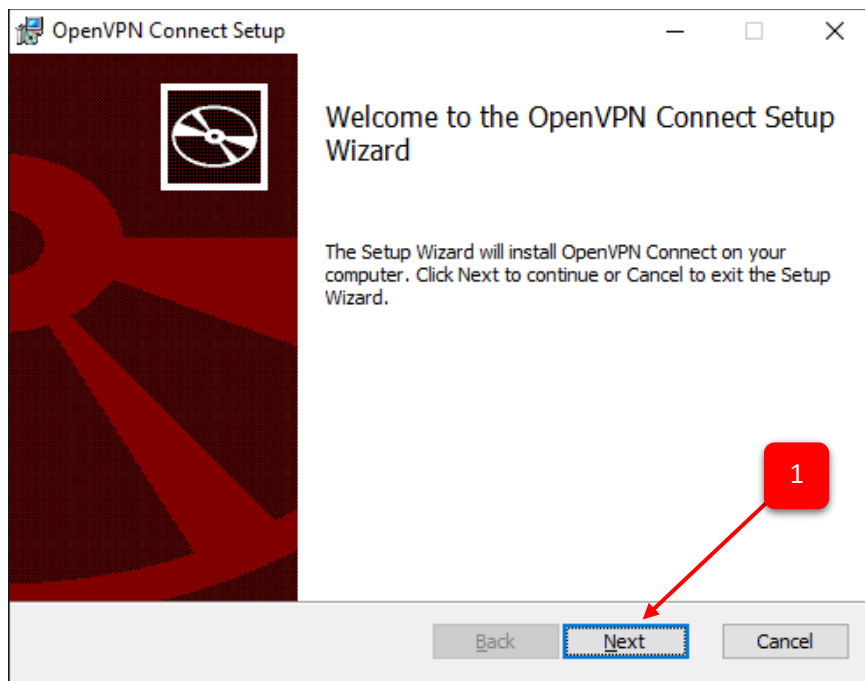 OpenVPN Connect Setup
Welcome to the OpenVPN Connect Setup
Wizard
The Setup Wizard will install OpenVPN Connect on your
computer. Click Next to continue or Cancel to exit the Setup
Wizard.
1
Back Next Cancel